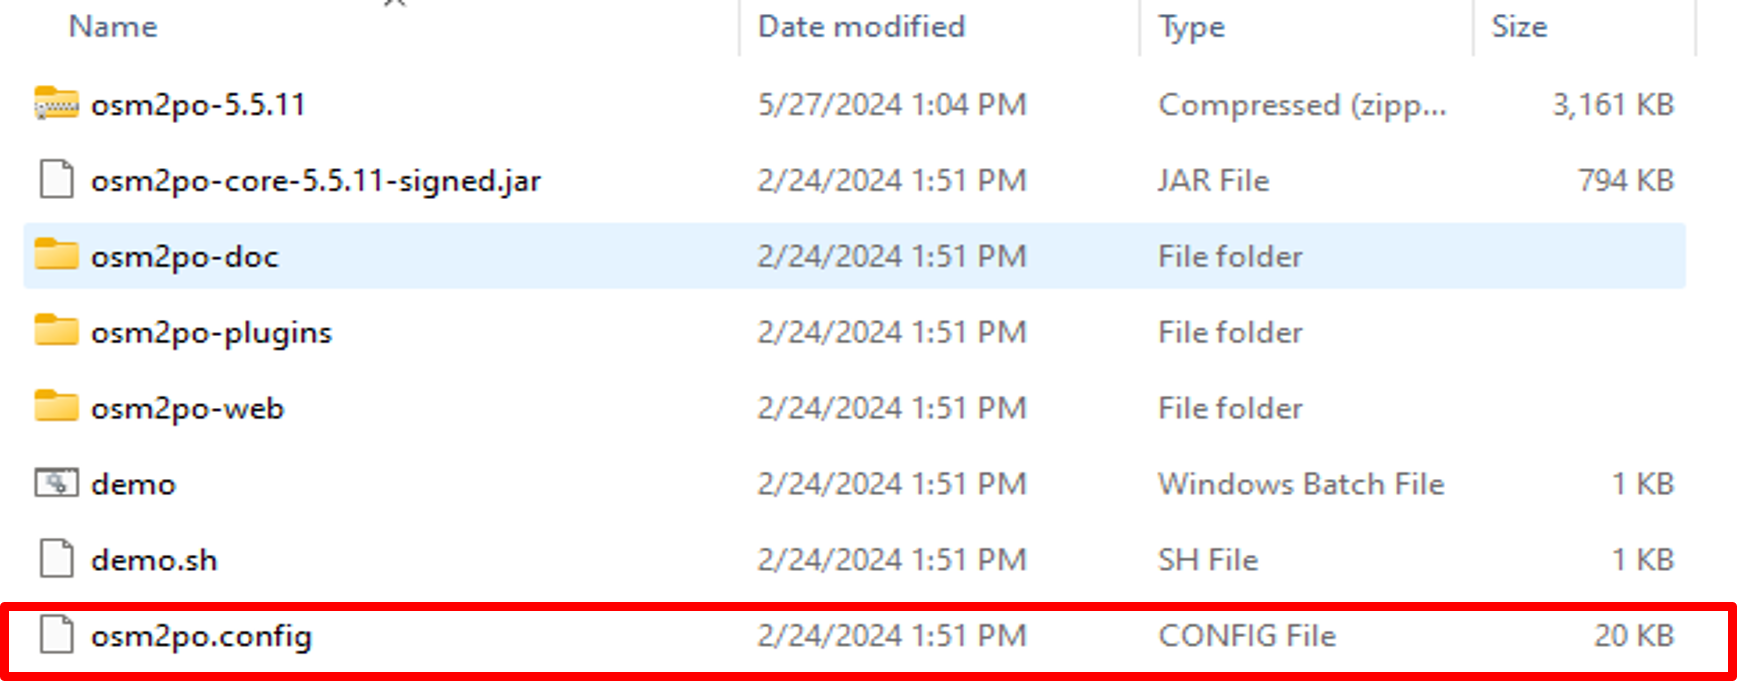 Name Date modified Type Size
osm2po-5.5.11 5/27/2024 1:04 PM Compressed (zipp... 3,161 KB
osm2po-core-5.5.11-signed.jar 2/24/2024 1:51 PM JAR File 794 KB
osm2po-doc 2/24/2024 1:51 PM File folder
osm2po-plugins 2/24/2024 1:51 PM File folder
osm2po-web 2/24/2024 1:51 PM File folder
demo 2/24/2024 1:51 PM Windows Batch File 1 KB
demo.sh 2/24/2024 1:51 PM SH File 1 KB
osm2po.config 2/24/2024 1:51 PM CONFIG File 20 KB